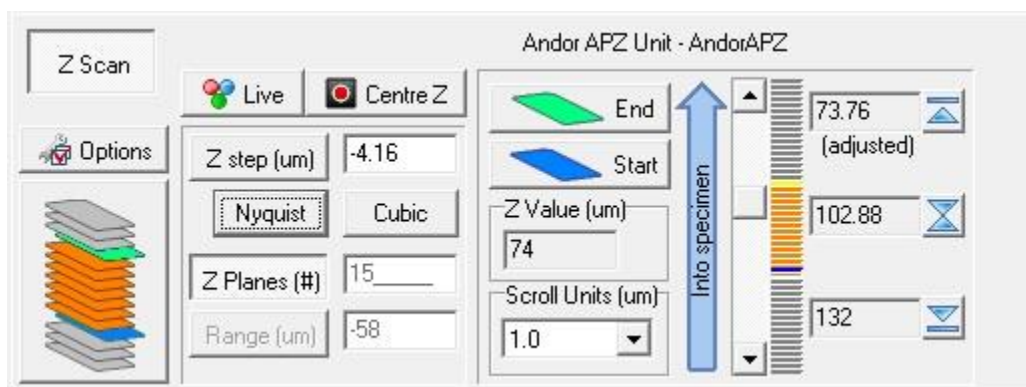 Andor APZ Unit - AndorAPZ
Z Scan
Live
Centre Z
Options
Z step (um)
-4.16
Nyquist
Cubic
Z Planes (#)
15_____
Range (um)
-58
End
Start
Z Value (um)
74
Scroll Units (um)
1.0
Into specimen
73.76
(adjusted)
102.88
132